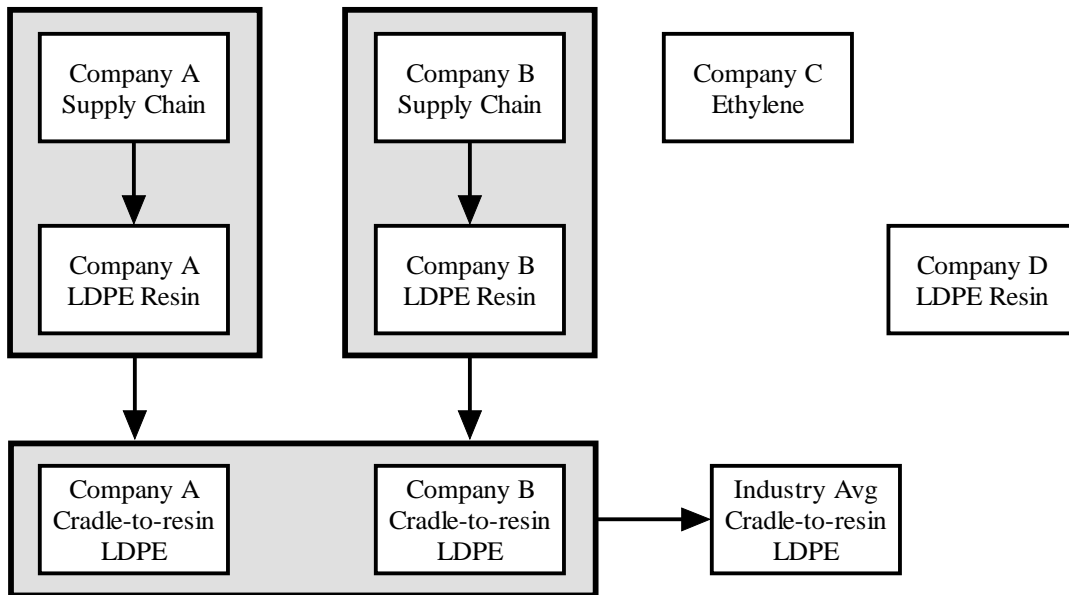 Company A
Supply Chain
Company B
Supply Chain
Company C
Ethylene
Company A
LDPE Resin
Company B
LDPE Resin
Company D
LDPE Resin
Company A
Cradle-to-resin
LDPE
Company B
Cradle-to-resin
LDPE
Industry Avg
Cradle-to-resin
LDPE